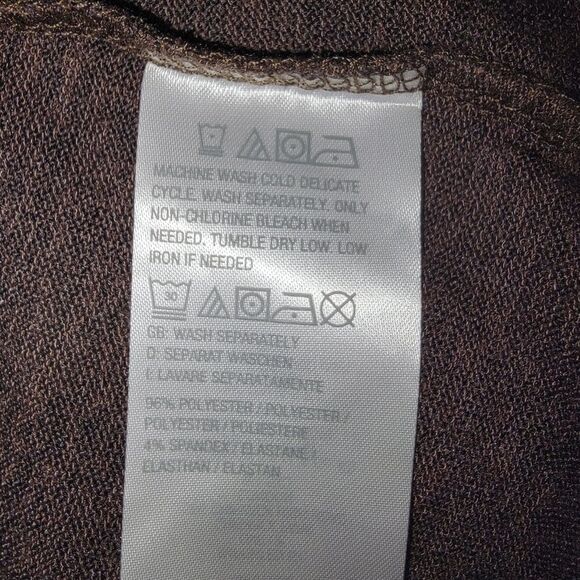 MACHINE WASH COLD DELICATE
CYCLE. WASH SEPARATELY. ONLY
NON-CHLORINE BLEACH WHEN
NEEDED. TUMBLE DRY LOW. LOW
IRON IF NEEDED
30
GB: WASH SEPARATELY
D: SEPARAT WASCHEN
I: LAVARE SEPARATAMENTE
96% POLYESTER / POLYESTER /
POLYESTER / POLIESTERE
4% SPANDEX / ELASTANE /
ELASTHAN / ELASTAN